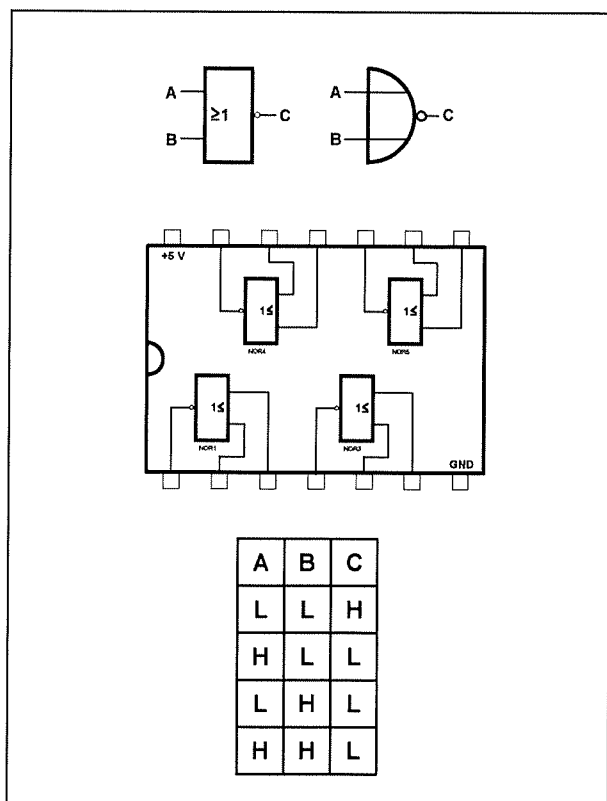 A
B
≥1
C
A
B
C
+5 V
1≤
NOR4
1≤
NOR5
1≤
NOR1
1≤
NOR3
GND
A B C
L L H
H L L
L H L
H H L